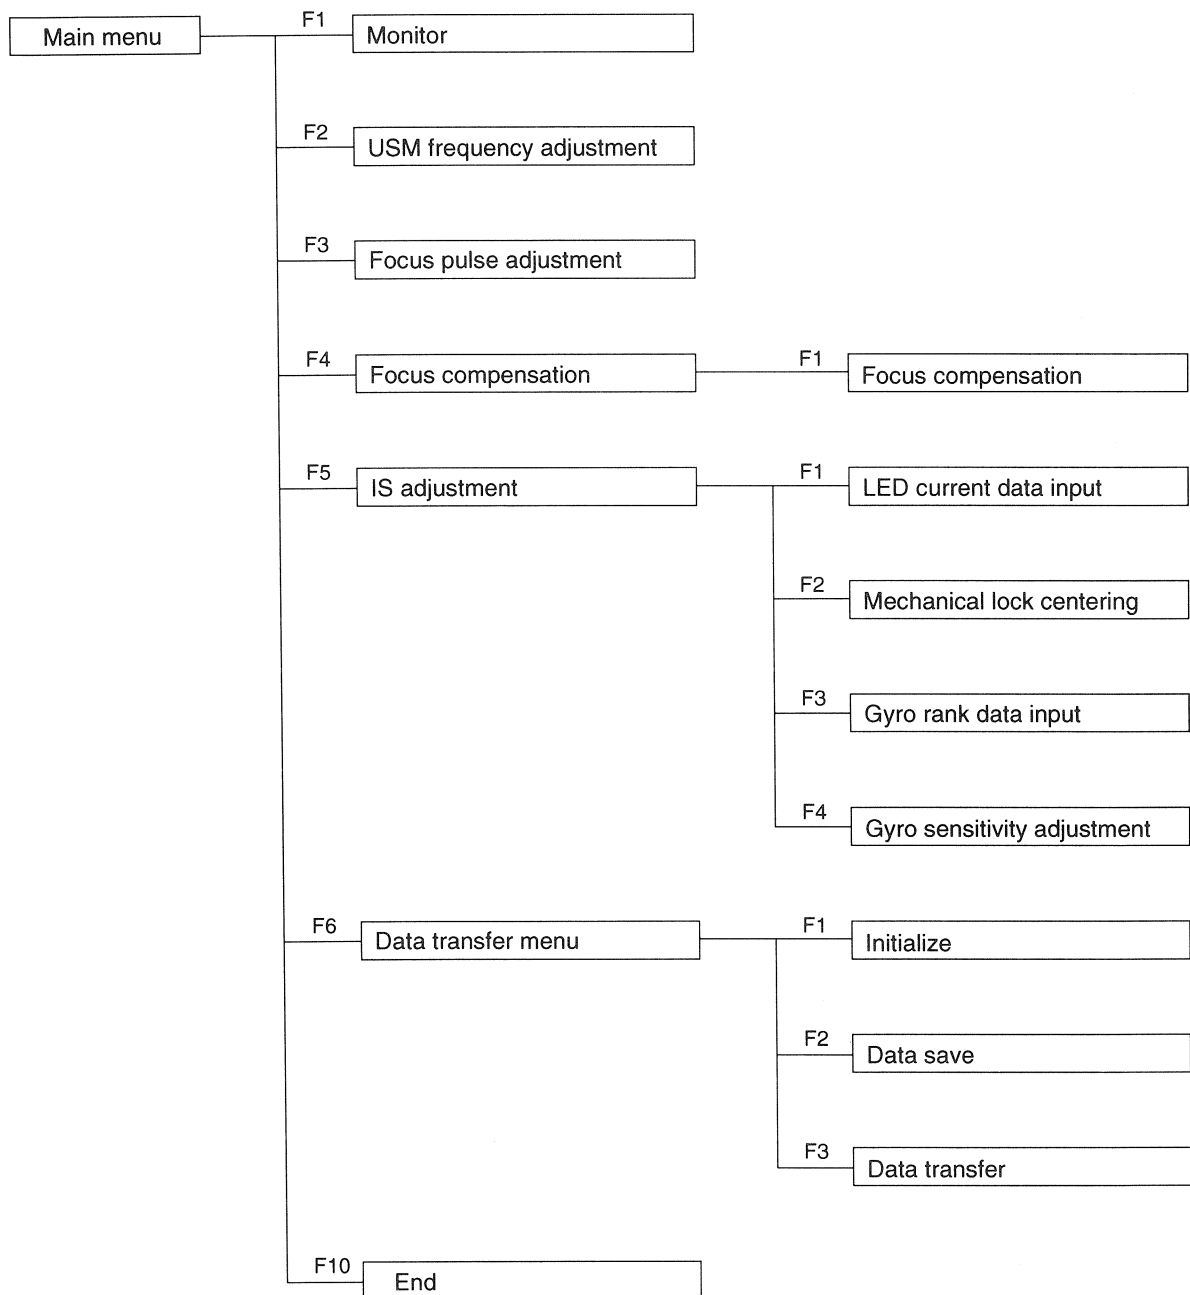 Main menu
F1
Monitor
F2
USM frequency adjustment
F3
Focus pulse adjustment
F4
Focus compensation
F1
Focus compensation
F5
IS adjustment
F1
LED current data input
F2
Mechanical lock centering
F3
Gyro rank data input
F4
Gyro sensitivity adjustment
F6
Data transfer menu
F1
Initialize
F2
Data save
F3
Data transfer
F10
End